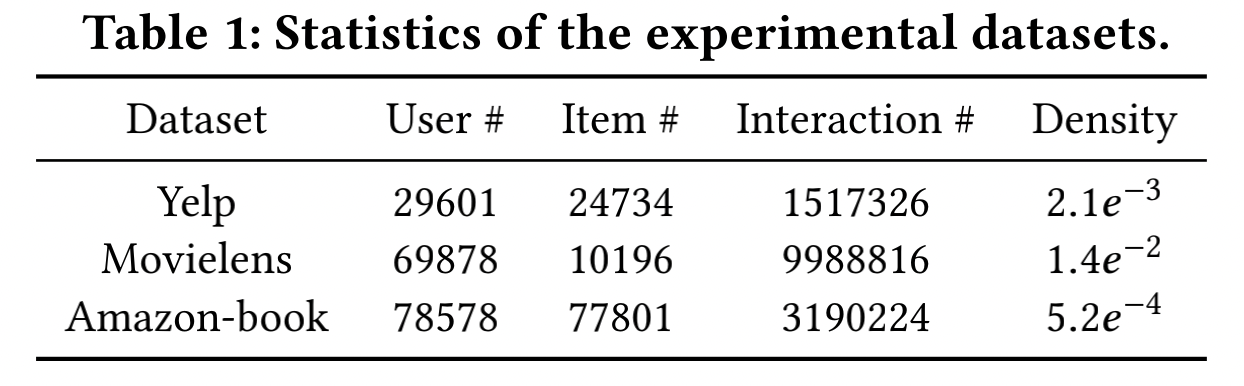 Table 1: Statistics of the experimental datasets.
Dataset User # Item # Interaction # Density
Yelp 29601 24734 1517326 2.1e⁻³
Movielens 69878 10196 9988816 1.4e⁻²
Amazon-book 78578 77801 3190224 5.2e⁻⁴